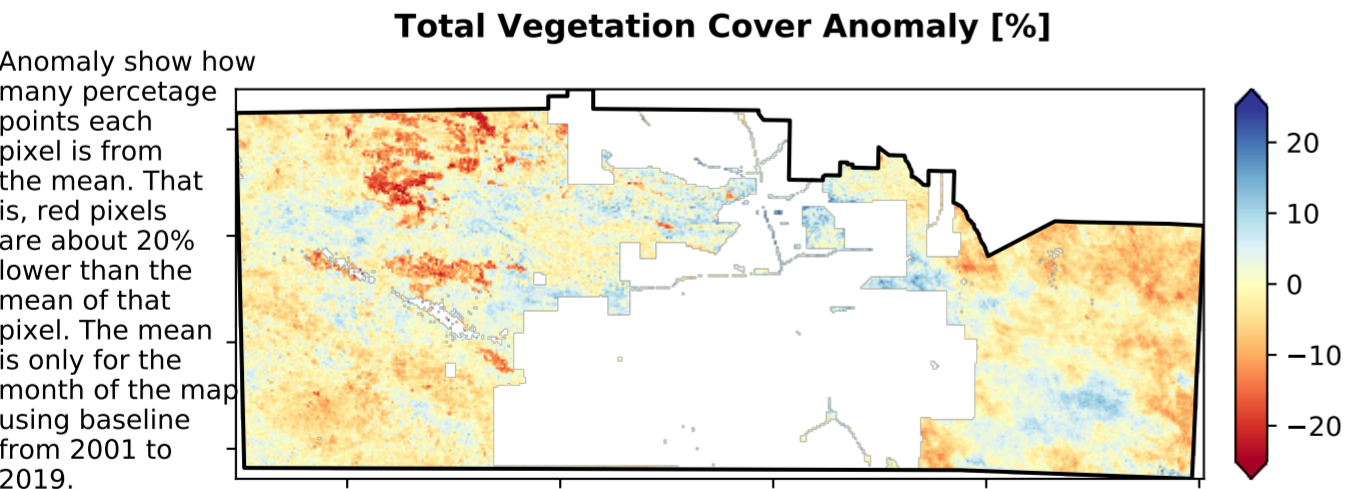 Total Vegetation Cover Anomaly [%]
Anomaly show how
many percetage
points each
pixel is from
the mean. That
is, red pixels
are about 20%
lower than the
mean of that
pixel. The mean
is only for the
month of the map
using baseline
from 2001 to
2019.
20
10
0
−10
−20